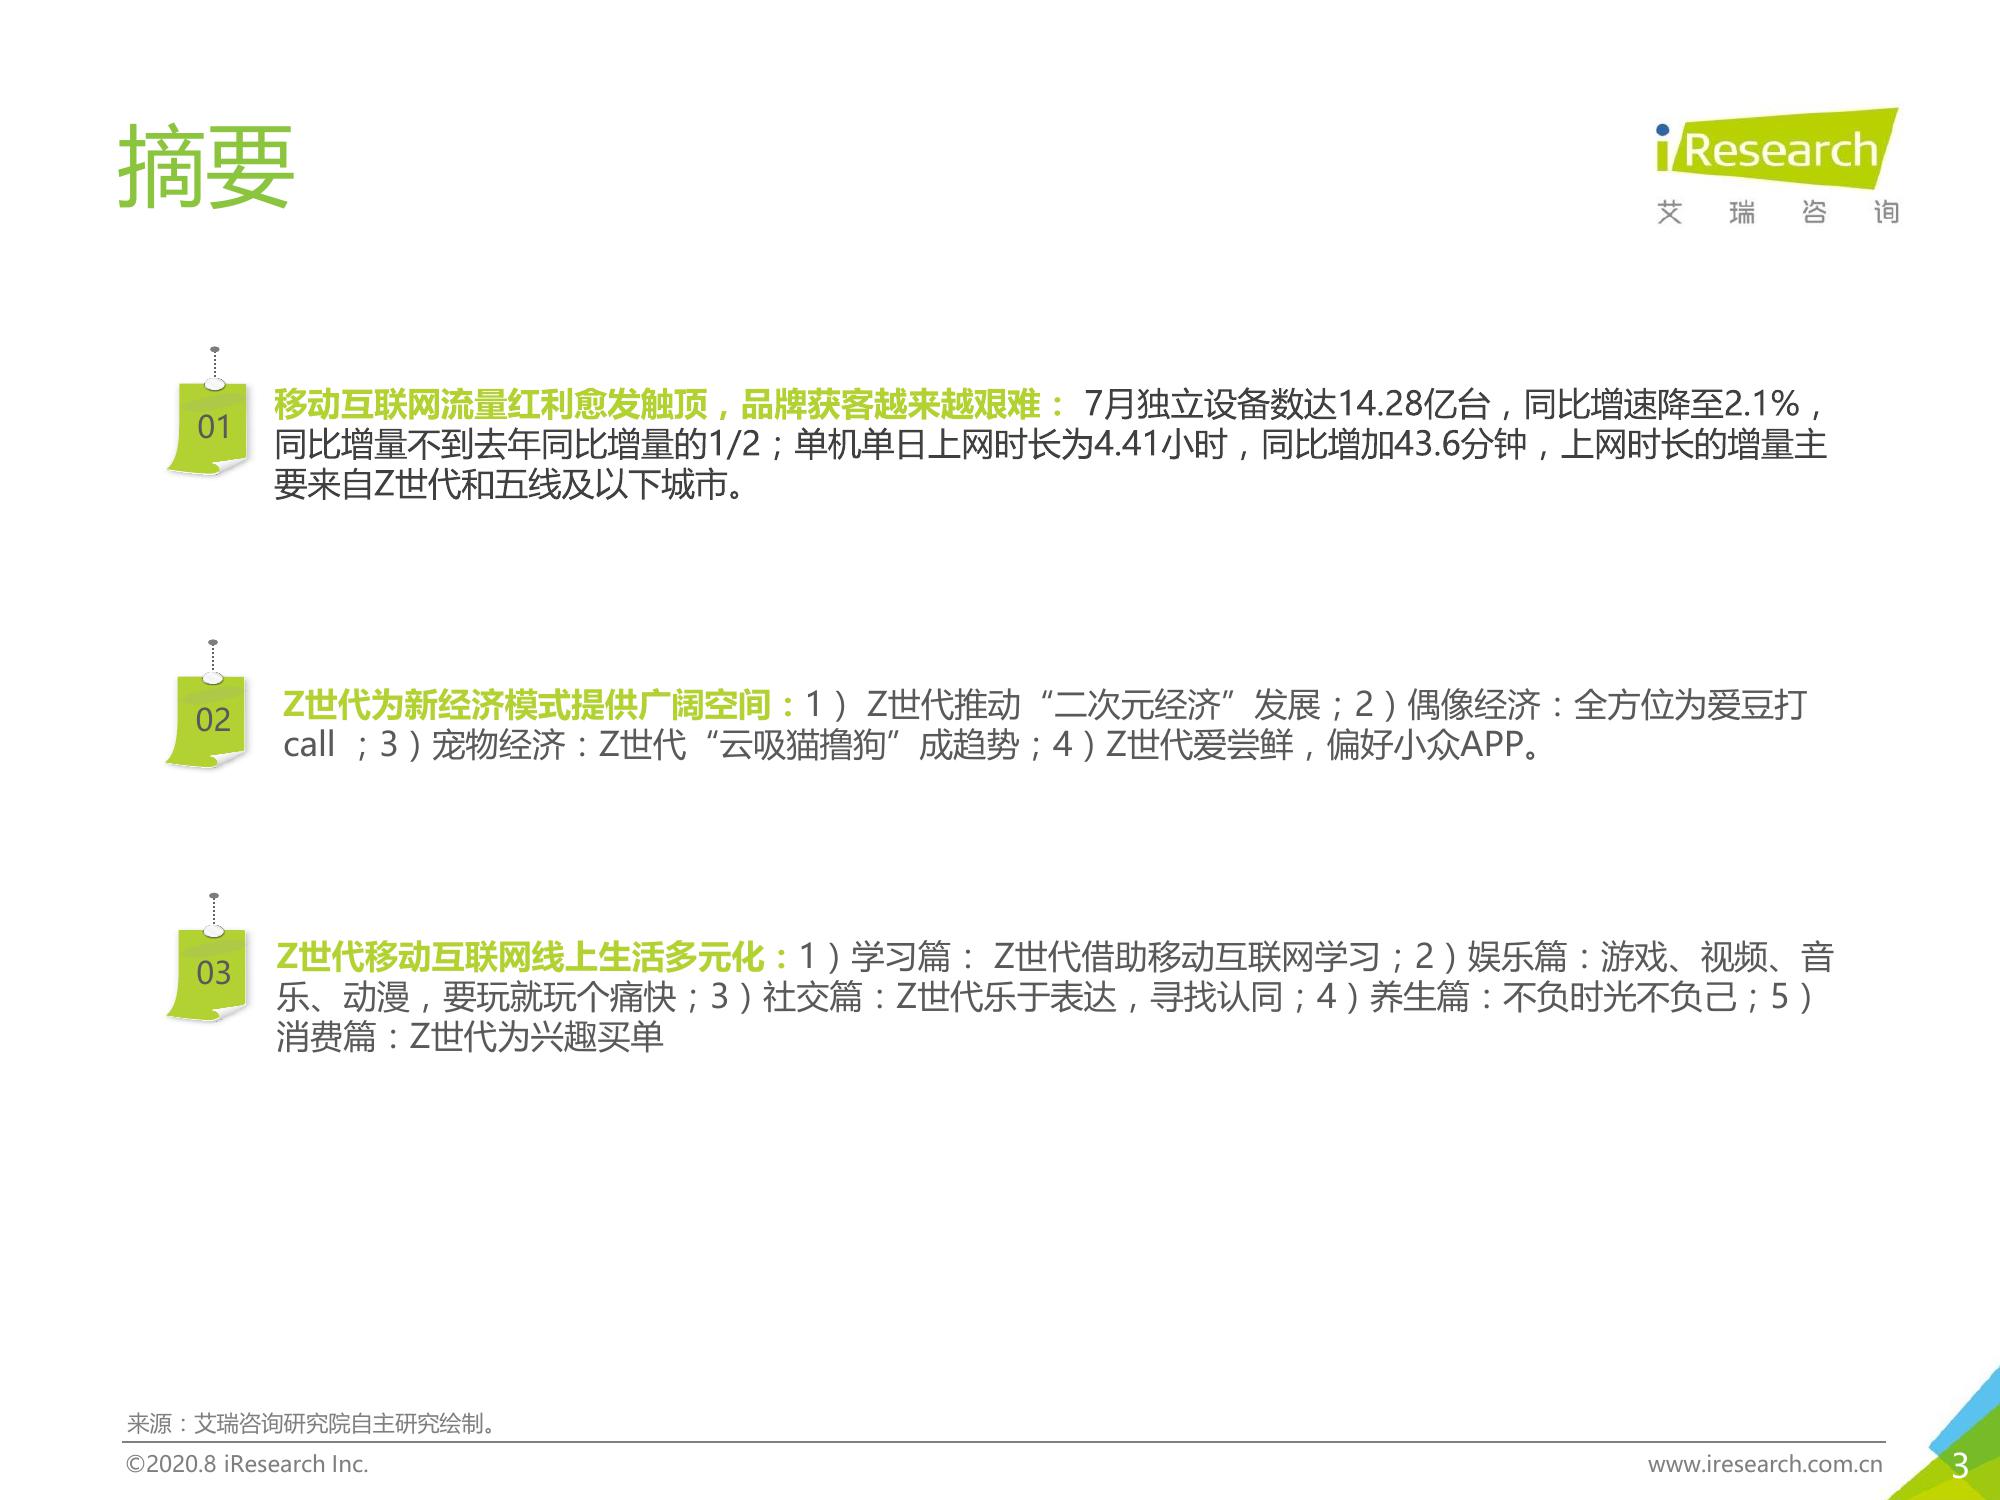 摘要
iResearch
艾瑞咨询
01
移动互联网流量红利愈发触顶，品牌获客越来越艰难： 7月独立设备数达14.28亿台，同比增速降至2.1%，
同比增量不到去年同比增量的1/2；单机单日上网时长为4.41小时，同比增加43.6分钟，上网时长的增量主
要来自Z世代和五线及以下城市。
02
Z世代为新经济模式提供广阔空间：1） Z世代推动“二次元经济”发展；2）偶像经济：全方位为爱豆打
call ；3）宠物经济：Z世代“云吸猫撸狗”成趋势；4）Z世代爱尝鲜，偏好小众APP。
03
Z世代移动互联网线上生活多元化：1）学习篇： Z世代借助移动互联网学习；2）娱乐篇：游戏、视频、音
乐、动漫，要玩就玩个痛快；3）社交篇：Z世代乐于表达，寻找认同；4）养生篇：不负时光不负己；5）
消费篇：Z世代为兴趣买单
来源：艾瑞咨询研究院自主研究绘制。
©2020.8 iResearch Inc.
www.iresearch.com.cn
3